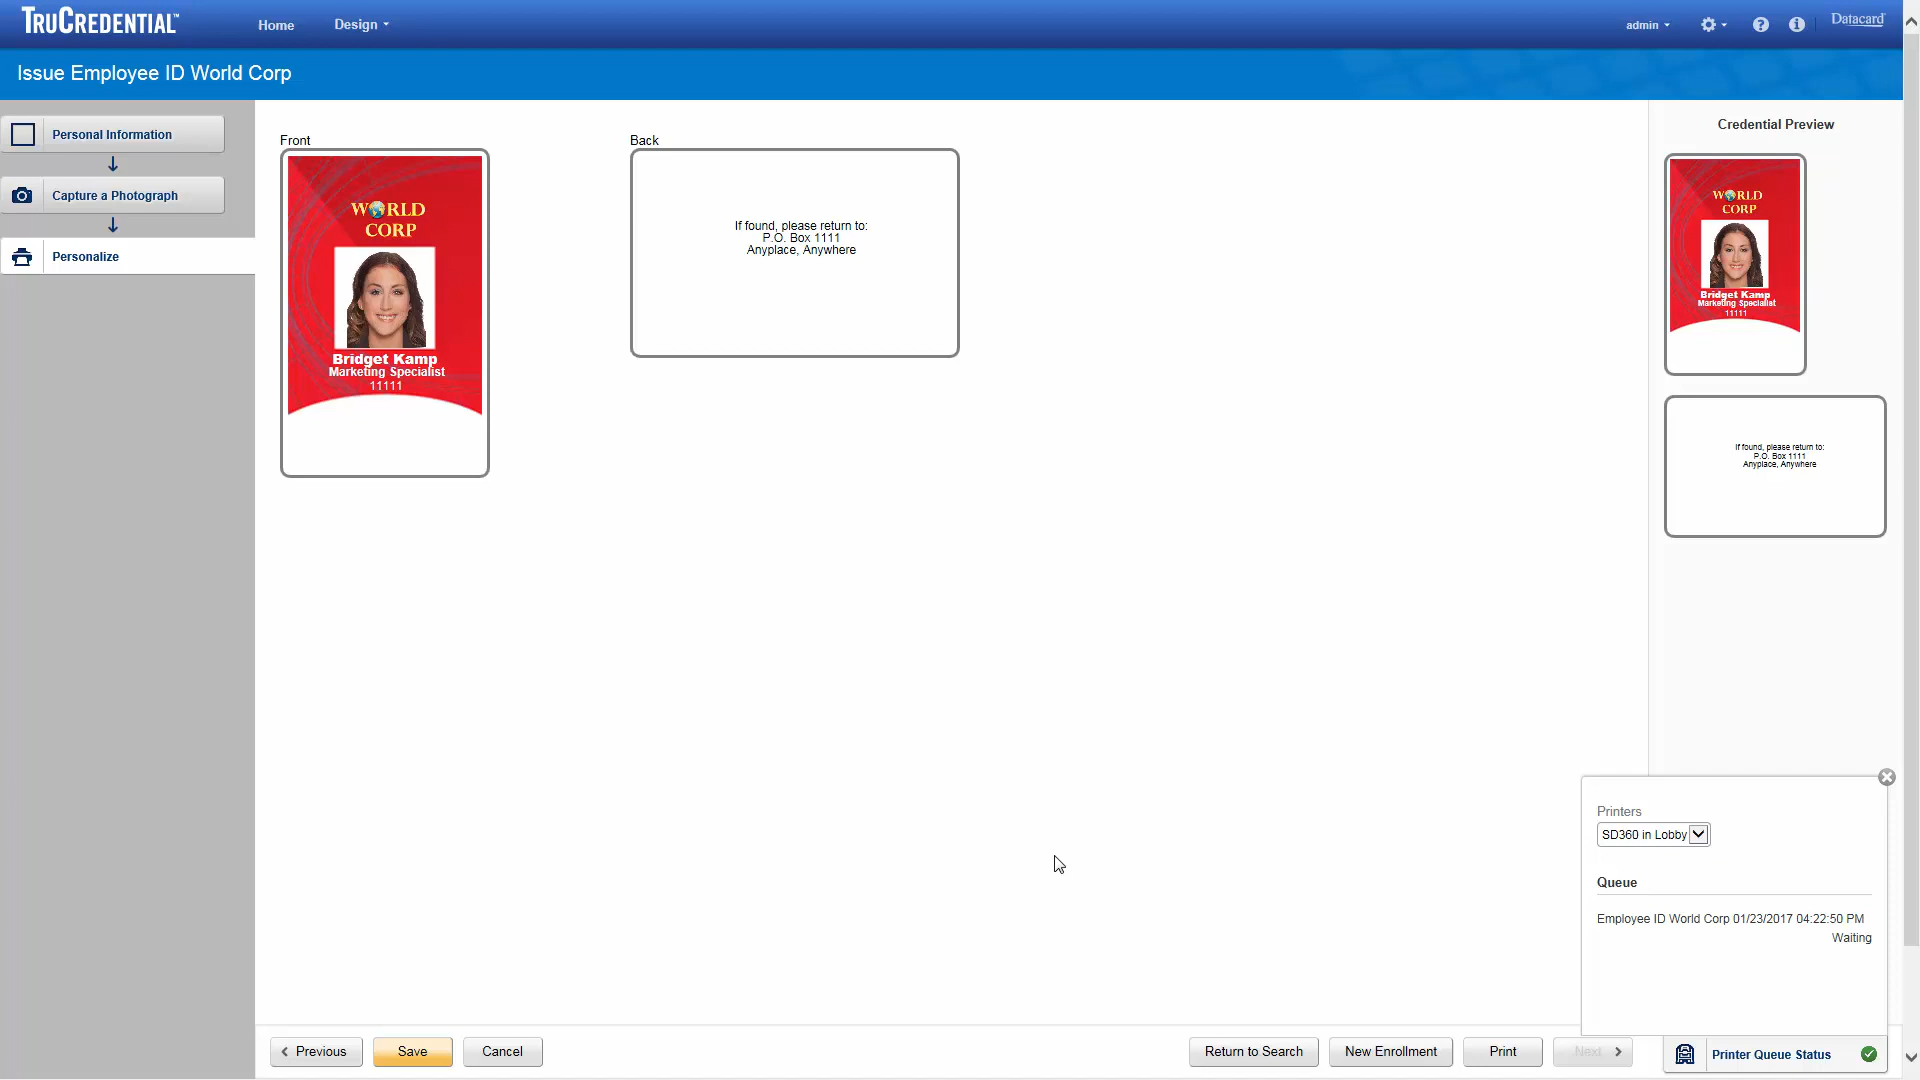 TRUCREDENTIAL™
Home
Design
admin
Datacard
Issue Employee ID World Corp
Personal Information
Capture a Photograph
Personalize
Front
WORLD
CORP
Bridget Kamp
Marketing Specialist
11111
Back
If found, please return to:
P.O. Box 1111
Anyplace, Anywhere
Credential Preview
WORLD
CORP
Bridget Kamp
Marketing Specialist
11111
If found, please return to:
P.O. Box 1111
Anyplace, Anywhere
Printers
SD360 in Lobby
Queue
Employee ID World Corp 01/23/2017 04:22:50 PM
Waiting
Previous
Save
Cancel
Return to Search
New Enrollment
Print
Next
Printer Queue Status